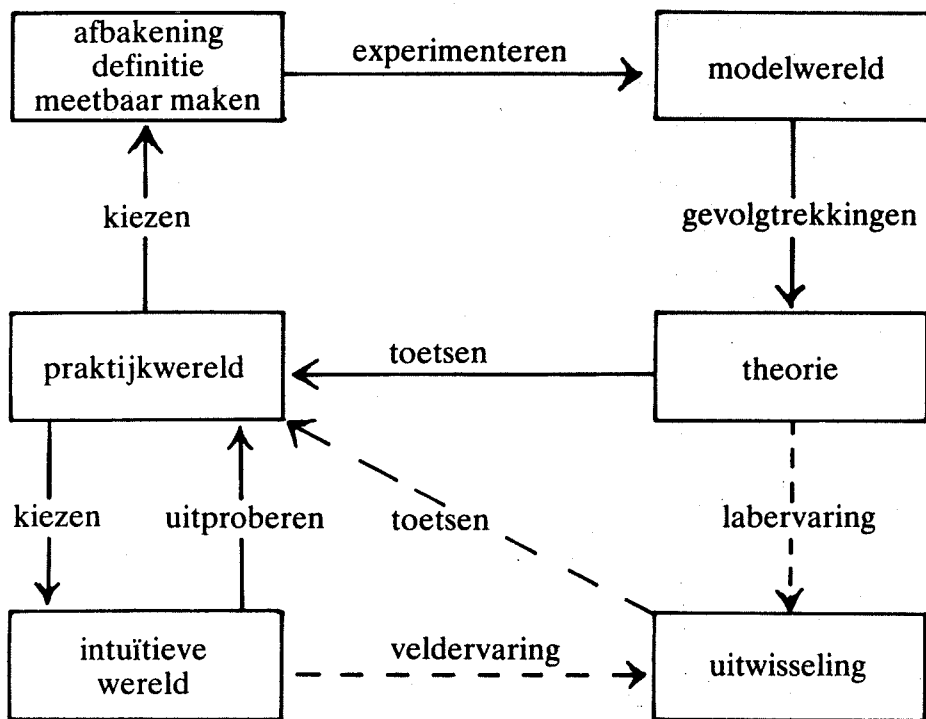 afbakening
definitie
meetbaar maken
experimenteren
modelwereld
kiezen
gevolgtrekkingen
praktijkwereld
toetsen
theorie
kiezen
uitproberen
toetsen
labervaring
intuïtieve
wereld
veldervaring
uitwisseling